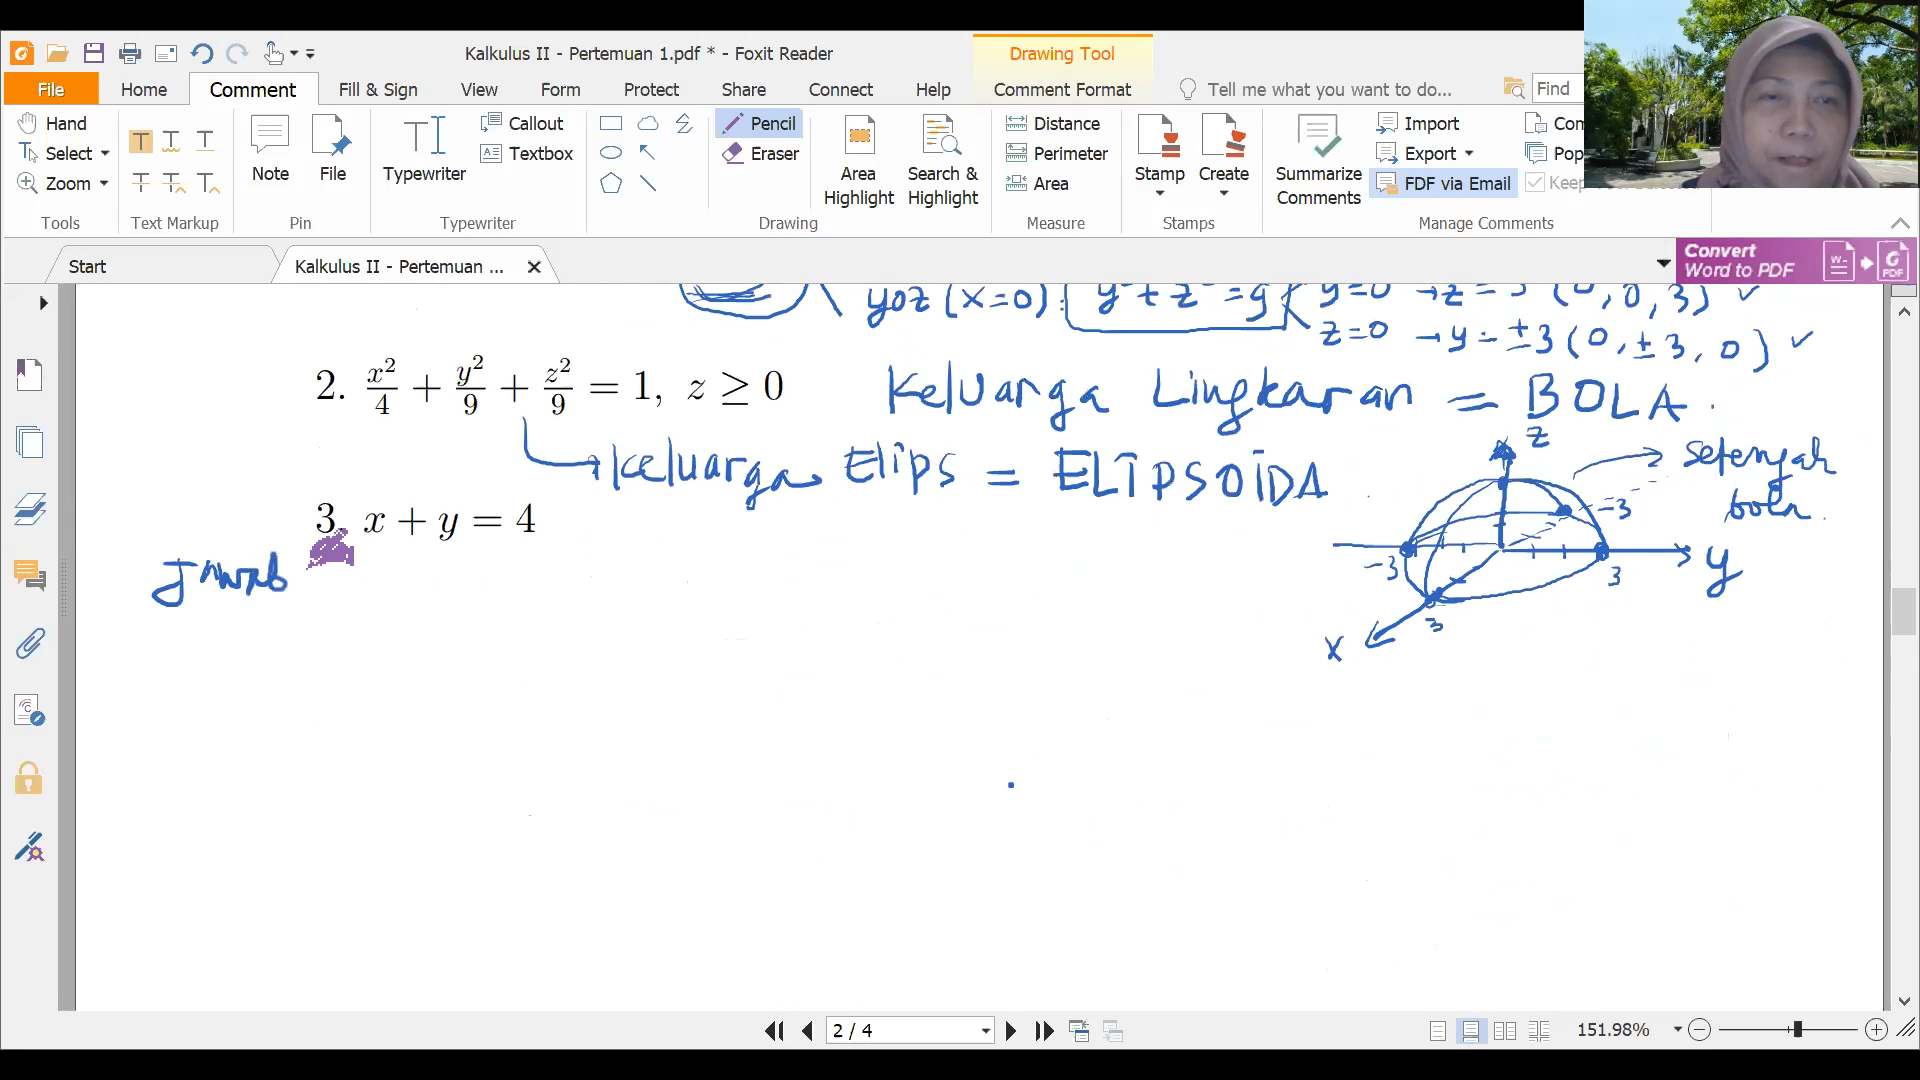 Kalkulus II - Pertemuan 1.pdf * - Foxit Reader
Drawing Tool
File Home Comment Fill & Sign View Form Protect Share Connect Help Comment Format Tell me what you want to do... Find
Hand
Select
Zoom
Tools
Text Markup
Note
File
Pin
Typewriter
Callout
Textbox
Typewriter
Pencil
Eraser
Area Highlight
Search & Highlight
Drawing
Distance
Perimeter
Area
Measure
Stamp
Create
Stamps
Summarize Comments
Import
Export
FDF via Email
Com
Pop
Keep
Manage Comments
Start
Kalkulus II - Pertemuan ...
Convert
Word to PDF
yoz (x=0) : y² + z² = 9
y=0 → z = 3 (0, 0, 3) ✓
z=0 → y = ±3 (0, ±3, 0) ✓
2. x²/4 + y²/9 + z²/9 = 1, z ≥ 0
Keluarga Lingkaran = BOLA.
Keluarga Elips = ELIPSOIDA
z
setengah
bola
-3
-3
3
y
3
x
3. x + y = 4
Jawab
2 / 4
151.98%